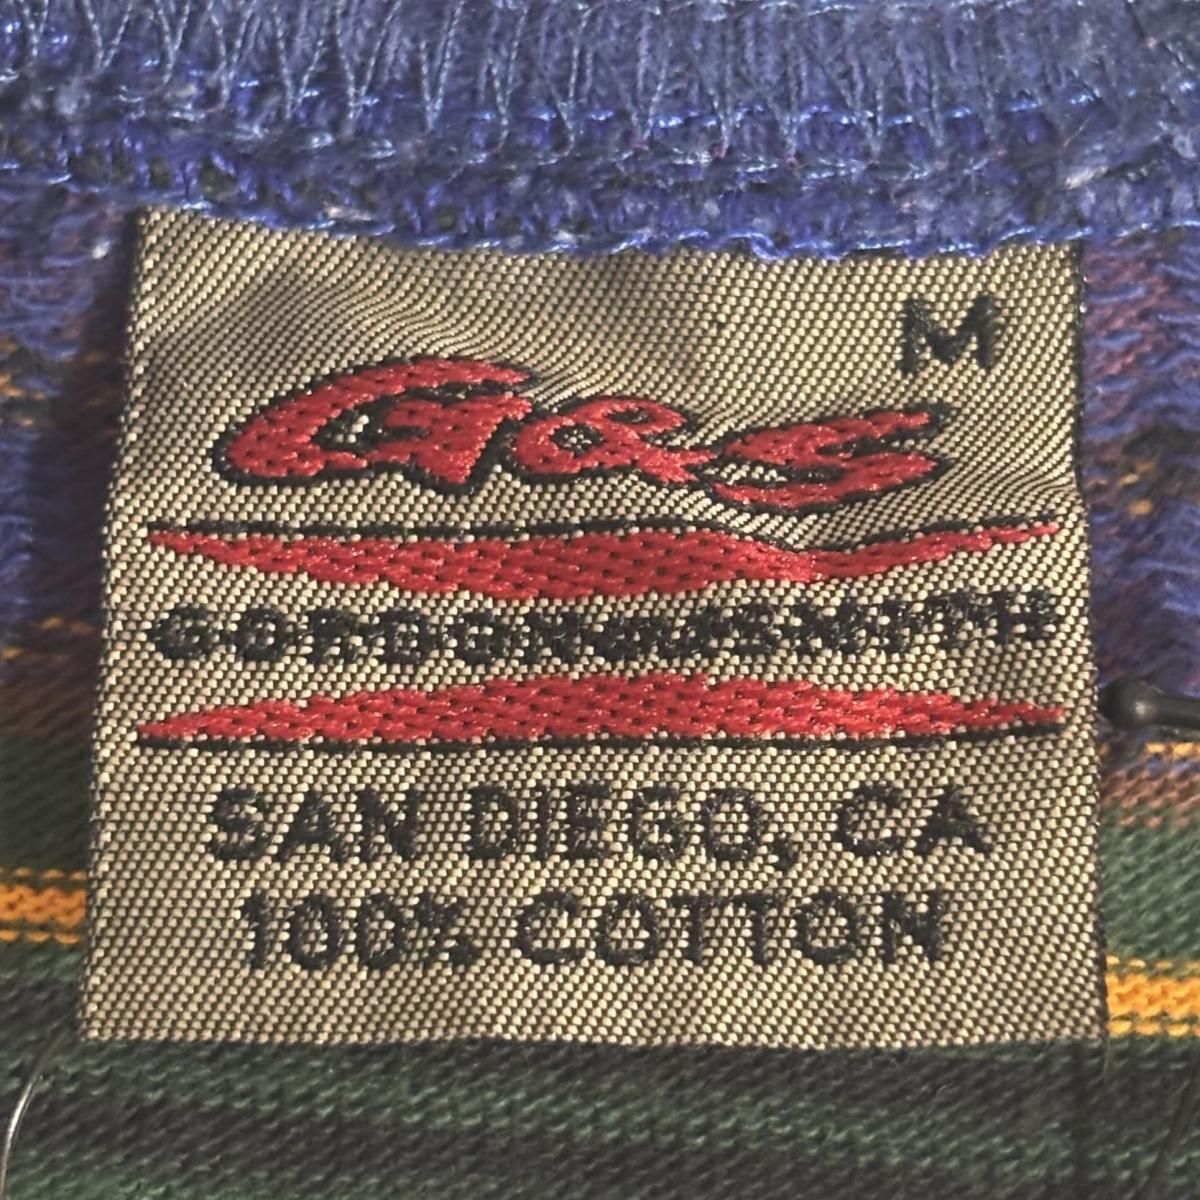 M
G&S
GORDON & SMITH
SAN DIEGO, CA
100% COTTON